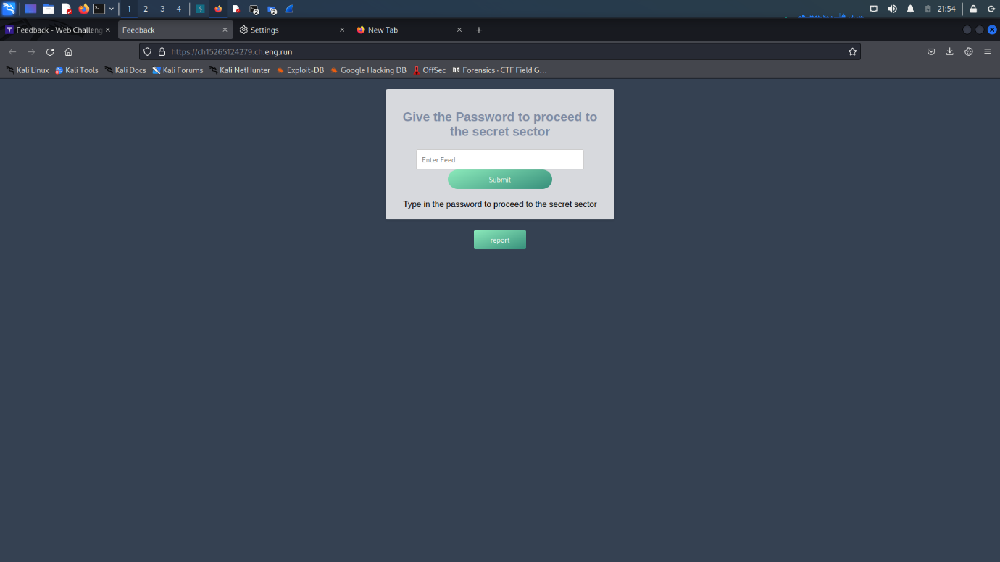 1 2 3 4 21:54
Feedback - Web Challeng Feedback Settings New Tab
https://ch15265124279.ch.eng.run
Kali Linux Kali Tools Kali Docs Kali Forums Kali NetHunter Exploit-DB Google Hacking DB OffSec Forensics · CTF Field G…
Give the Password to proceed to
the secret sector
Enter Feed
Submit
Type in the password to proceed to the secret sector
report